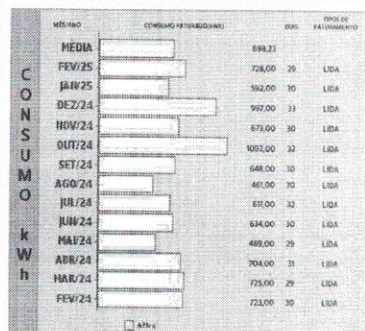 MÊS/ANO CONSUMO FATURADO(kWh) DIAS TIPOS DE FATURAMENTO
CONSUMO kWh
MÉDIA 699,23
FEV/25 728,00 29 LIDA
JAN/25 592,00 30 LIDA
DEZ/24 997,00 33 LIDA
NOV/24 673,00 30 LIDA
OUT/24 1092,00 32 LIDA
SET/24 648,00 30 LIDA
AGO/24 461,00 30 LIDA
JUL/24 611,00 32 LIDA
JUN/24 634,00 30 LIDA
MAI/24 489,00 29 LIDA
ABR/24 704,00 31 LIDA
MAR/24 725,00 29 LIDA
FEV/24 723,00 30 LIDA